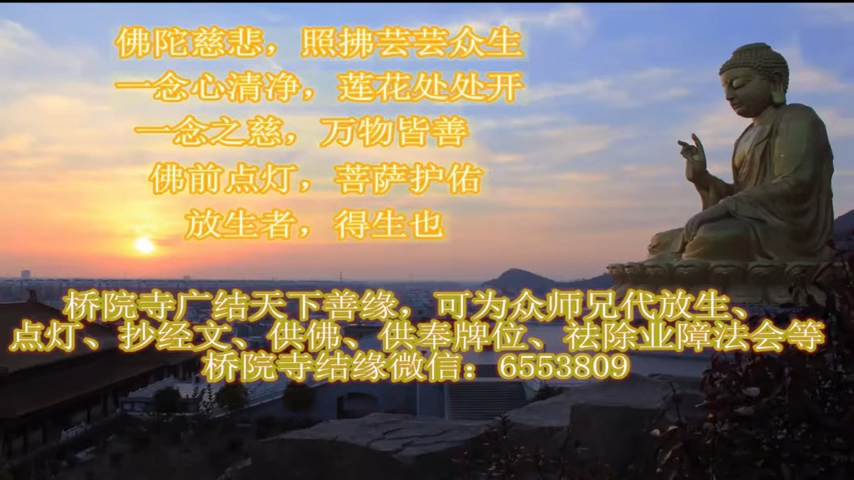 佛陀慈悲，照拂芸芸众生
一念心清净，莲花处处开
一念之慈，万物皆善
佛前点灯，菩萨护佑
放生者，得生也
桥院寺广结天下善缘，可为众师兄代放生、
点灯、抄经文、供佛、供奉牌位、祛除业障法会等
桥院寺结缘微信：6553809